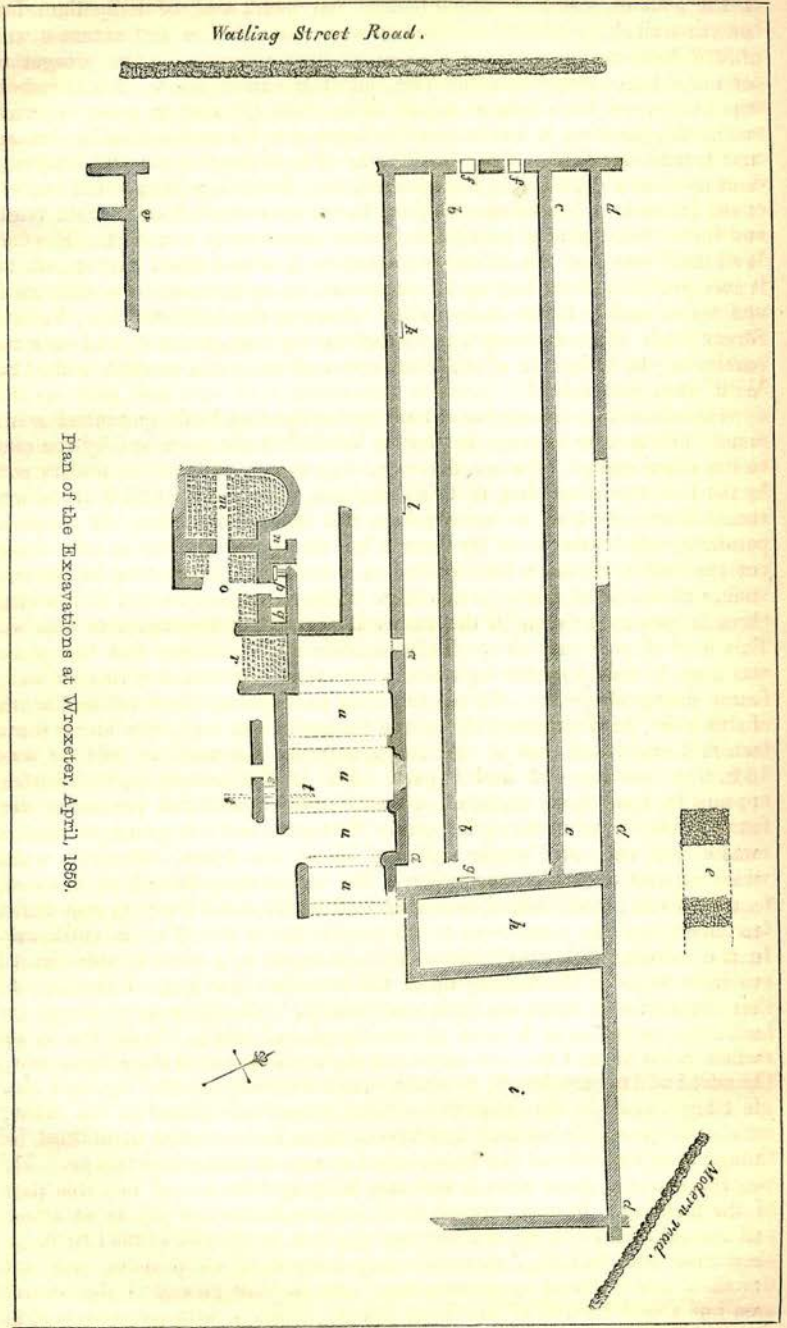 Watling Street Road.
d
c
f
f
b
w
k
l
m
n
o
p
q
r
a
u
u
u
u
t
s
d
e
c
b
g
a
h
i
d
Modern road.
Plan of the Excavations at Wroxeter, April, 1859.